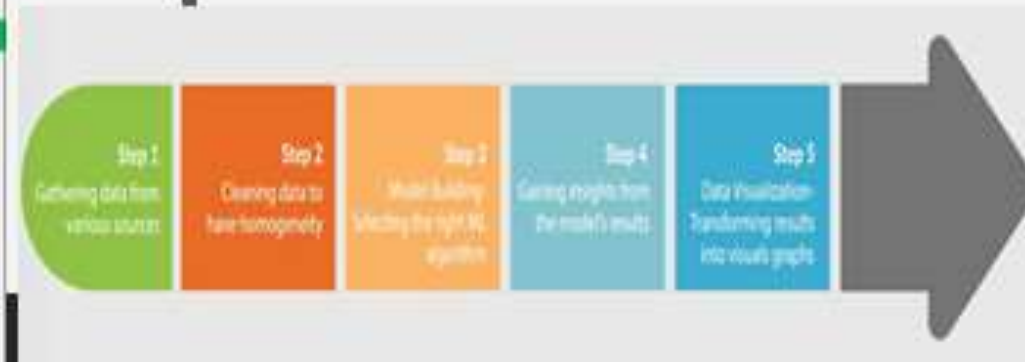 Step 1
Gathering data from
various sources
Step 2
Cleaning data to
have homogeneity
Step 3
Model Building-
Selecting the right ML
algorithm
Step 4
Gaining insights from
the model's results
Step 5
Data Visualization-
Transforming results
into visuals graphs